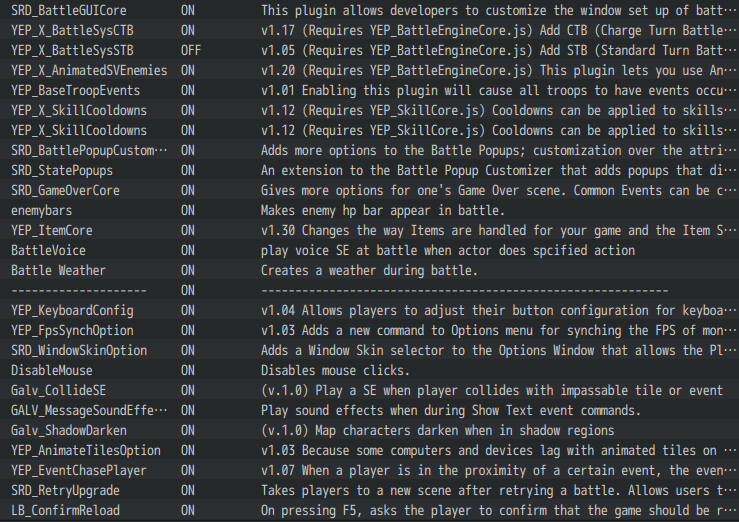 SRD_BattleGUICore ON This plugin allows developers to customize the window set up of batt…
YEP_X_BattleSysCTB ON v1.17 (Requires YEP_BattleEngineCore.js) Add CTB (Charge Turn Battle…
YEP_X_BattleSysSTB OFF v1.05 (Requires YEP_BattleEngineCore.js) Add STB (Standard Turn Batt…
YEP_X_AnimatedSVEnemies ON v1.20 (Requires YEP_BattleEngineCore.js) This plugin lets you use An…
YEP_BaseTroopEvents ON v1.01 Enabling this plugin will cause all troops to have events occu…
YEP_X_SkillCooldowns ON v1.12 (Requires YEP_SkillCore.js) Cooldowns can be applied to skills…
YEP_X_SkillCooldowns ON v1.12 (Requires YEP_SkillCore.js) Cooldowns can be applied to skills…
SRD_BattlePopupCustom… ON Adds more options to the Battle Popups; customization over the attri…
SRD_StatePopups ON An extension to the Battle Popup Customizer that adds popups that di…
SRD_GameOverCore ON Gives more options for one's Game Over scene. Common Events can be c…
enemybars ON Makes enemy hp bar appear in battle.
YEP_ItemCore ON v1.30 Changes the way Items are handled for your game and the Item S…
BattleVoice ON play voice SE at battle when actor does spcified action
Battle Weather ON Creates a weather during battle.
-------------------- ON ------------------------------------------------------------
YEP_KeyboardConfig ON v1.04 Allows players to adjust their button configuration for keyboa…
YEP_FpsSynchOption ON v1.03 Adds a new command to Options menu for synching the FPS of mon…
SRD_WindowSkinOption ON Adds a Window Skin selector to the Options Window that allows the Pl…
DisableMouse ON Disables mouse clicks.
Galv_CollideSE ON (v.1.0) Play a SE when player collides with impassable tile or event
GALV_MessageSoundEffe… ON Play sound effects when during Show Text event commands.
Galv_ShadowDarken ON (v.1.0) Map characters darken when in shadow regions
YEP_AnimateTilesOption ON v1.03 Because some computers and devices lag with animated tiles on …
YEP_EventChasePlayer ON v1.07 When a player is in the proximity of a certain event, the even…
SRD_RetryUpgrade ON Takes players to a new scene after retrying a battle. Allows users t…
LB_ConfirmReload ON On pressing F5, asks the player to confirm that the game should be r…